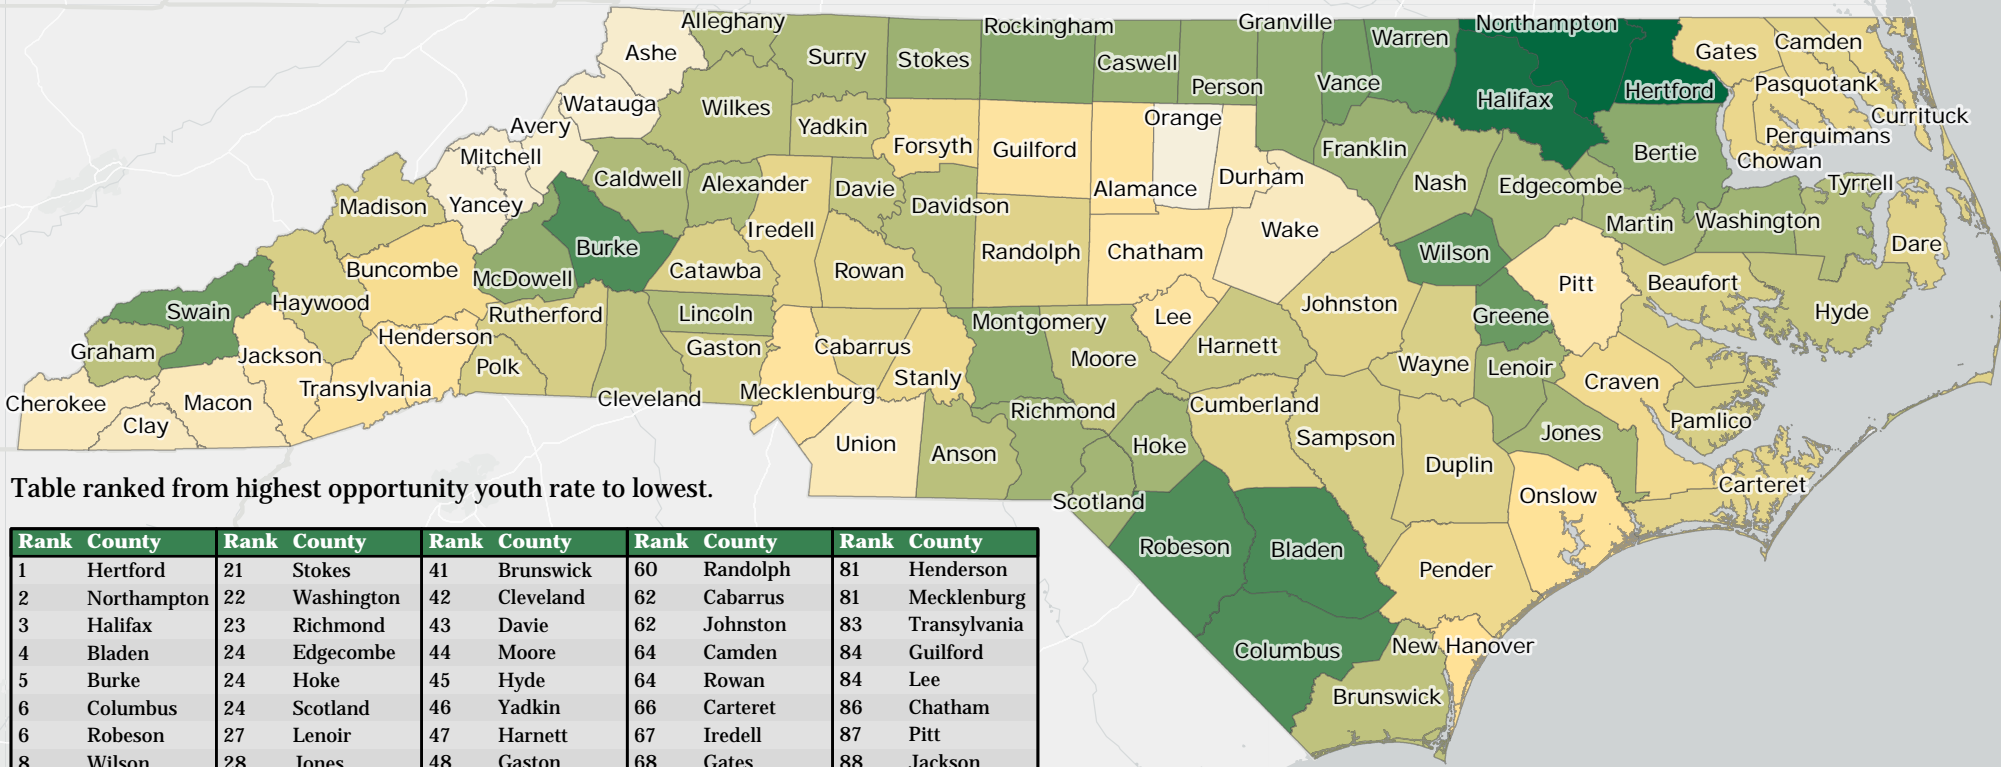 Alleghany
Rockingham
Granville
Northampton
Ashe
Surry
Stokes
Caswell
Warren
Gates
Camden
Watauga
Wilkes
Person
Vance
Halifax
Hertford
Pasquotank
Currituck
Avery
Yadkin
Forsyth
Guilford
Orange
Franklin
Bertie
Perquimans
Chowan
Mitchell
Caldwell
Alexander
Davie
Alamance
Durham
Nash
Edgecombe
Tyrrell
Madison
Yancey
Davidson
Iredell
Wake
Martin
Washington
Burke
Randolph
Chatham
Wilson
Dare
Buncombe
McDowell
Catawba
Rowan
Pitt
Beaufort
Swain
Haywood
Rutherford
Lincoln
Montgomery
Lee
Johnston
Greene
Hyde
Graham
Jackson
Henderson
Polk
Gaston
Cabarrus
Moore
Harnett
Wayne
Lenoir
Craven
Cherokee
Clay
Macon
Transylvania
Cleveland
Mecklenburg
Stanly
Richmond
Cumberland
Pamlico
Union
Anson
Hoke
Sampson
Duplin
Jones
Scotland
Onslow
Carteret
Robeson
Bladen
Pender
Columbus
New Hanover
Brunswick
Table ranked from highest opportunity youth rate to lowest.
Rank County Rank County Rank County Rank County Rank County
1 Hertford 21 Stokes 41 Brunswick 60 Randolph 81 Henderson
2 Northampton 22 Washington 42 Cleveland 62 Cabarrus 81 Mecklenburg
3 Halifax 23 Richmond 43 Davie 62 Johnston 83 Transylvania
4 Bladen 24 Edgecombe 44 Moore 64 Camden 84 Guilford
5 Burke 24 Hoke 45 Hyde 64 Rowan 84 Lee
6 Columbus 24 Scotland 46 Yadkin 66 Carteret 86 Chatham
6 Robeson 27 Lenoir 47 Harnett 67 Iredell 87 Pitt
8 Wilson 28 Jones 48 Gaston 68 Gates 88 Jackson